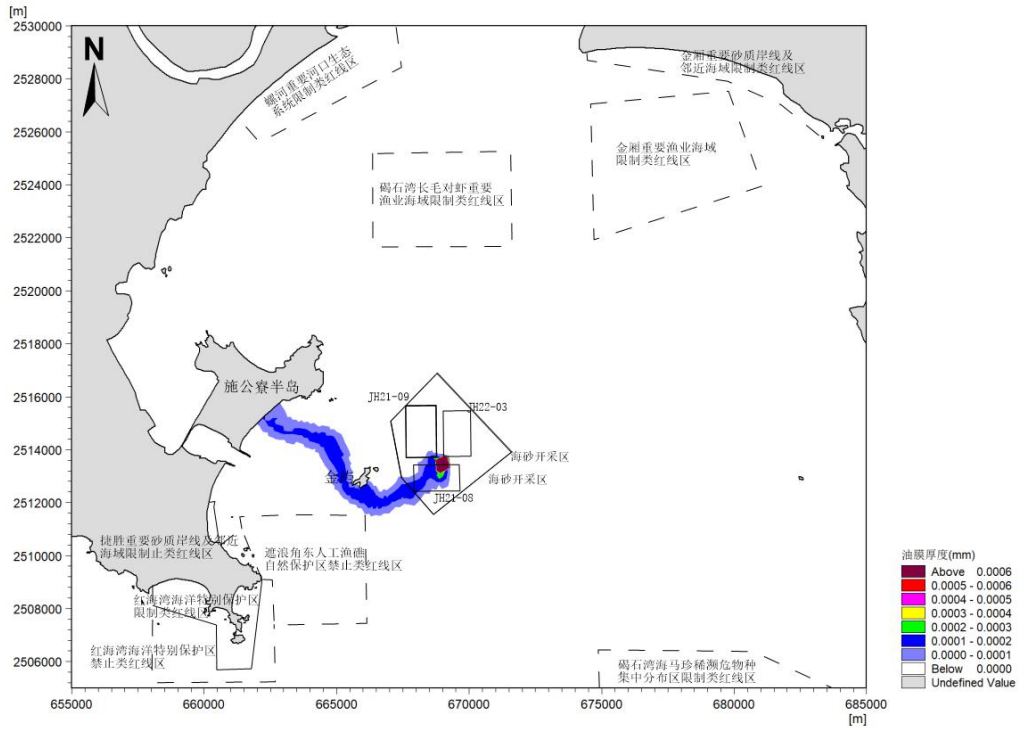 [m]
2530000
2528000
2526000
2524000
2522000
2520000
2518000
2516000
2514000
2512000
2510000
2508000
2506000
N
螺河重要河口生态
系统限制类红线区
金厢重要砂质岸线及
邻近海域限制类红线区
金厢重要渔业海域
限制类红线区
碣石湾长毛对虾重要
渔业海域限制类红线区
施公寮半岛
JH21-09
JH22-03
海砂开采区
海砂开采区
JH21-08
捷胜重要砂质岸线及邻近
海域限制止类红线区
遮浪角东人工渔礁
自然保护区禁止类红线区
红海湾海洋特别保护区
限制类红线区
红海湾海洋特别保护区
禁止类红线区
碣石湾海马珍稀濒危物种
集中分布区限制类红线区
655000
660000
665000
670000
675000
680000
685000
[m]
油膜厚度(mm)
Above 0.0006
0.0005 - 0.0006
0.0004 - 0.0005
0.0003 - 0.0004
0.0002 - 0.0003
0.0001 - 0.0002
0.0000 - 0.0001
Below 0.0000
Undefined Value